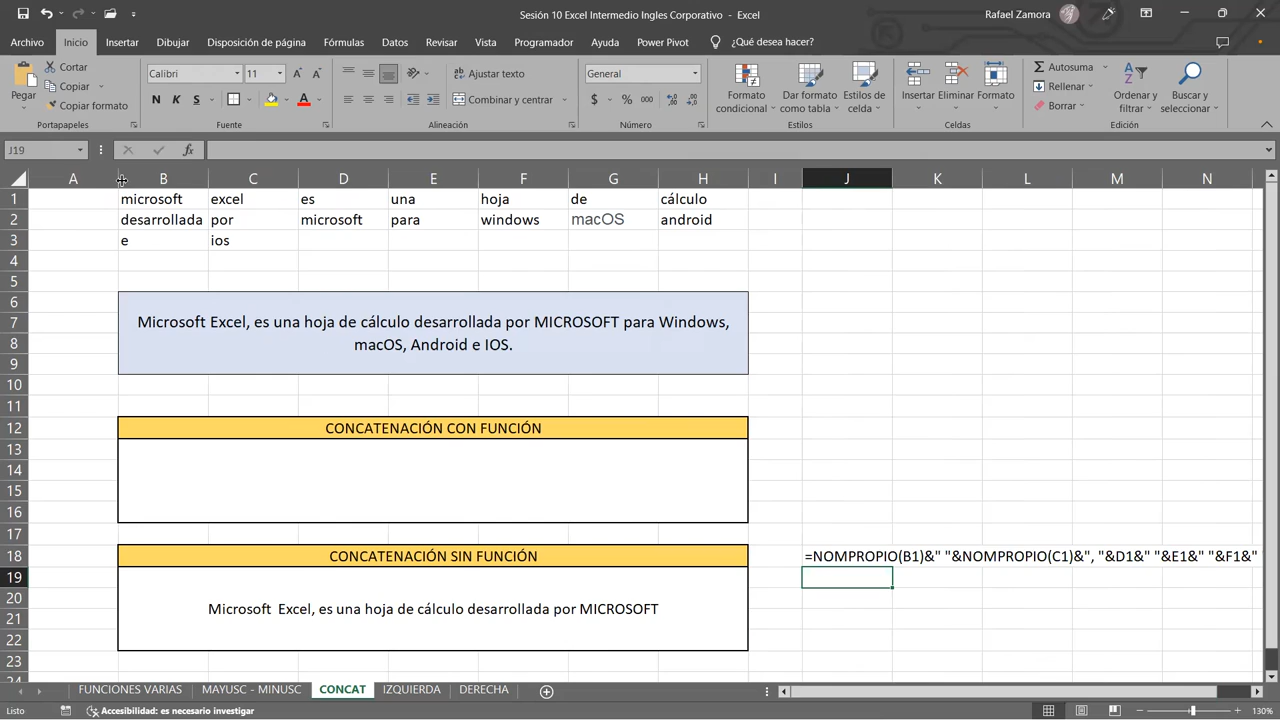 Sesión 10 Excel Intermedio Ingles Corporativo - Excel
Rafael Zamora
Archivo Inicio Insertar Dibujar Disposición de página Fórmulas Datos Revisar Vista Programador Ayuda Power Pivot ¿Qué desea hacer?
Pegar
Cortar
Copiar
Copiar formato
Portapapeles
Calibri 11
N K S
Fuente
Ajustar texto
Combinar y centrar
Alineación
General
$ % 000
Número
Formato condicional
Dar formato como tabla
Estilos de celda
Estilos
Insertar Eliminar Formato
Celdas
Autosuma
Rellenar
Borrar
Ordenar y filtrar
Buscar y seleccionar
Edición
J19
fx
A B C D E F G H I J K L M N
1 microsoft excel es una hoja de cálculo
2 desarrollada por microsoft para windows macOS android
3 e ios
4
5
6
7 Microsoft Excel, es una hoja de cálculo desarrollada por MICROSOFT para Windows,
8 macOS, Android e IOS.
9
10
11
12 CONCATENACIÓN CON FUNCIÓN
13
14
15
16
17
18 CONCATENACIÓN SIN FUNCIÓN =NOMPROPIO(B1)&" "&NOMPROPIO(C1)&", "&D1&" "&E1&" "&F1&" "
19
20
Microsoft  Excel, es una hoja de cálculo desarrollada por MICROSOFT
21
22
23
FUNCIONES VARIAS MAYUSC - MINUSC CONCAT IZQUIERDA DERECHA
Listo Accesibilidad: es necesario investigar 130%